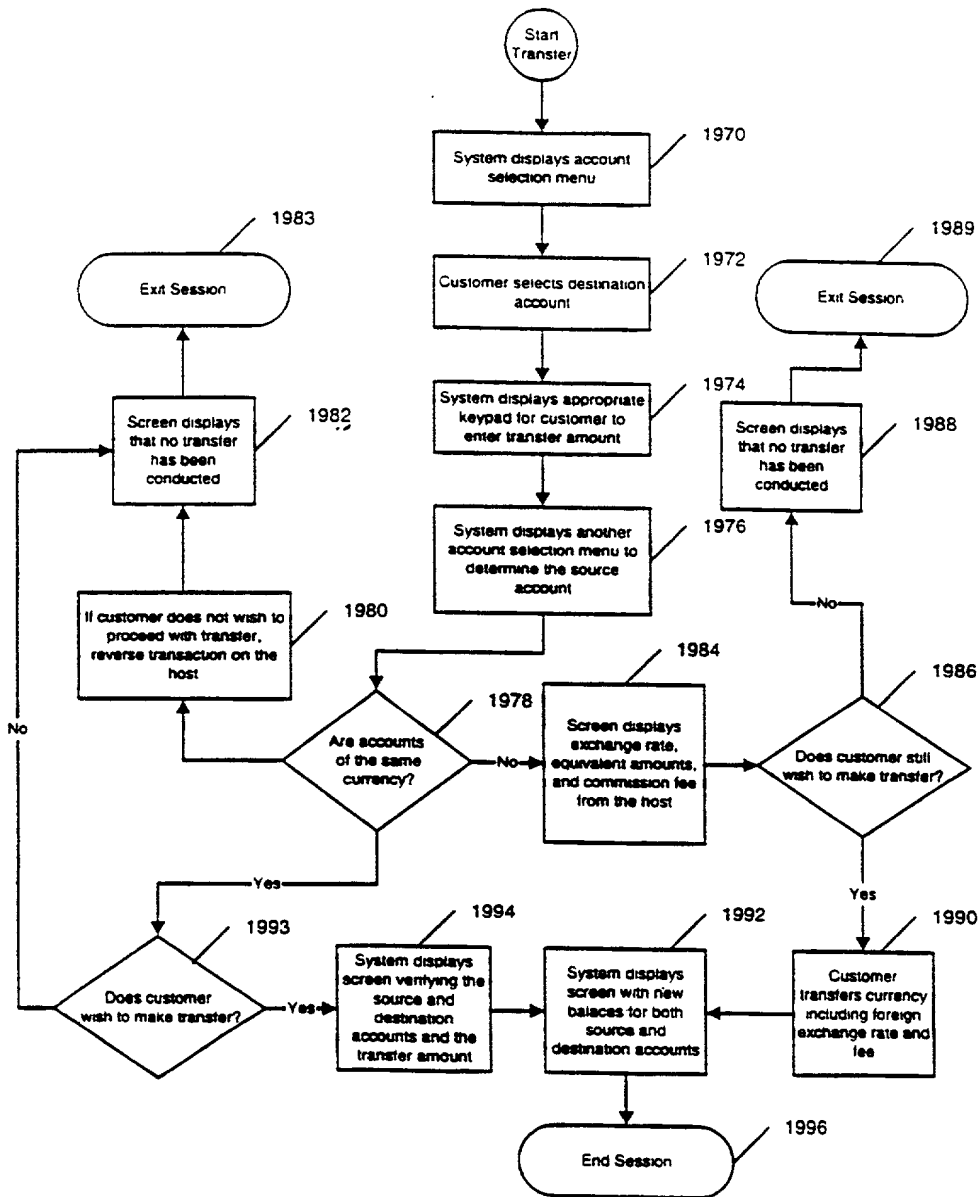 Start
Transfer
1970
System displays account
selection menu
1983
Exit Session
1972
Customer selects destination
account
1989
Exit Session
1974
System displays appropriate
keypad for customer to
enter transfer amount
1982
Screen displays
that no transfer
has been
conducted
1988
Screen displays
that no transfer
has been
conducted
1976
System displays another
account selection menu to
determine the source
account
1980
If customer does not wish to
proceed with transfer,
reverse transaction on the
host
No
1984
Screen displays
exchange rate,
equivalent amounts,
and commission fee
from the host
1986
Does customer still
wish to make transfer?
1978
Are accounts
of the same
currency?
No
No
Yes
Yes
1993
Does customer
wish to make transfer?
Yes
1994
System displays
screen verifying the
source and
destination
accounts and the
transfer amount
1992
System displays
screen with new
balaces for both
source and
destination accounts
1990
Customer
transfers currency
including foreign
exchange rate and
fee
1996
End Session